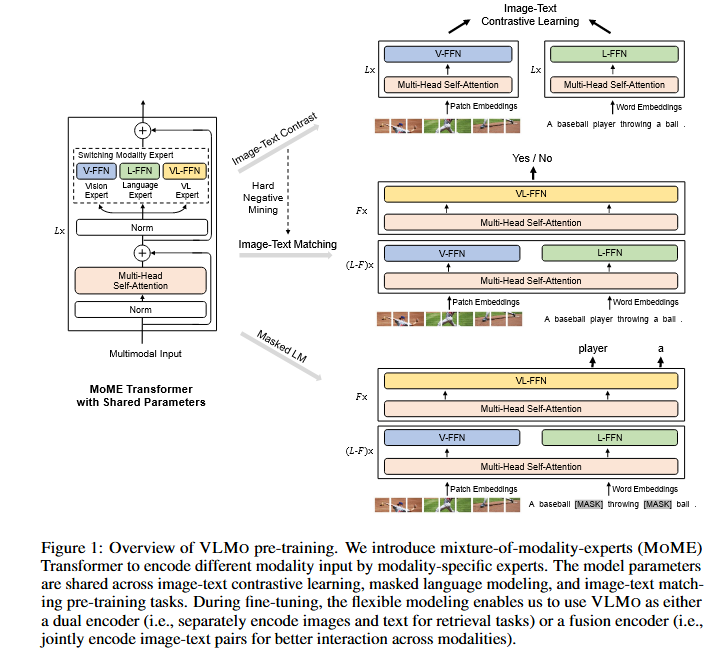 Image-Text
Contrastive Learning
V-FFN
L-FFN
Lx
Lx
Multi-Head Self-Attention
Multi-Head Self-Attention
Patch Embeddings
Word Embeddings
A baseball player throwing a ball .
Switching Modality Expert
V-FFN
L-FFN
VL-FFN
Vision
Expert
Language
Expert
VL
Expert
Norm
Lx
Multi-Head
Self-Attention
Norm
Multimodal Input
MoME Transformer
with Shared Parameters
Image-Text Contrast
Hard
Negative
Mining
Image-Text Matching
Masked LM
Yes / No
VL-FFN
Fx
Multi-Head Self-Attention
V-FFN
L-FFN
(L-F)x
Multi-Head Self-Attention
Patch Embeddings
Word Embeddings
A baseball player throwing a ball .
player
a
VL-FFN
Fx
Multi-Head Self-Attention
V-FFN
L-FFN
(L-F)x
Multi-Head Self-Attention
Patch Embeddings
Word Embeddings
A baseball [MASK] throwing [MASK] ball .
Figure 1: Overview of VLMO pre-training. We introduce mixture-of-modality-experts (MOME)
Transformer to encode different modality input by modality-specific experts. The model parameters
are shared across image-text contrastive learning, masked language modeling, and image-text match-
ing pre-training tasks. During fine-tuning, the flexible modeling enables us to use VLMO as either
a dual encoder (i.e., separately encode images and text for retrieval tasks) or a fusion encoder (i.e.,
jointly encode image-text pairs for better interaction across modalities).